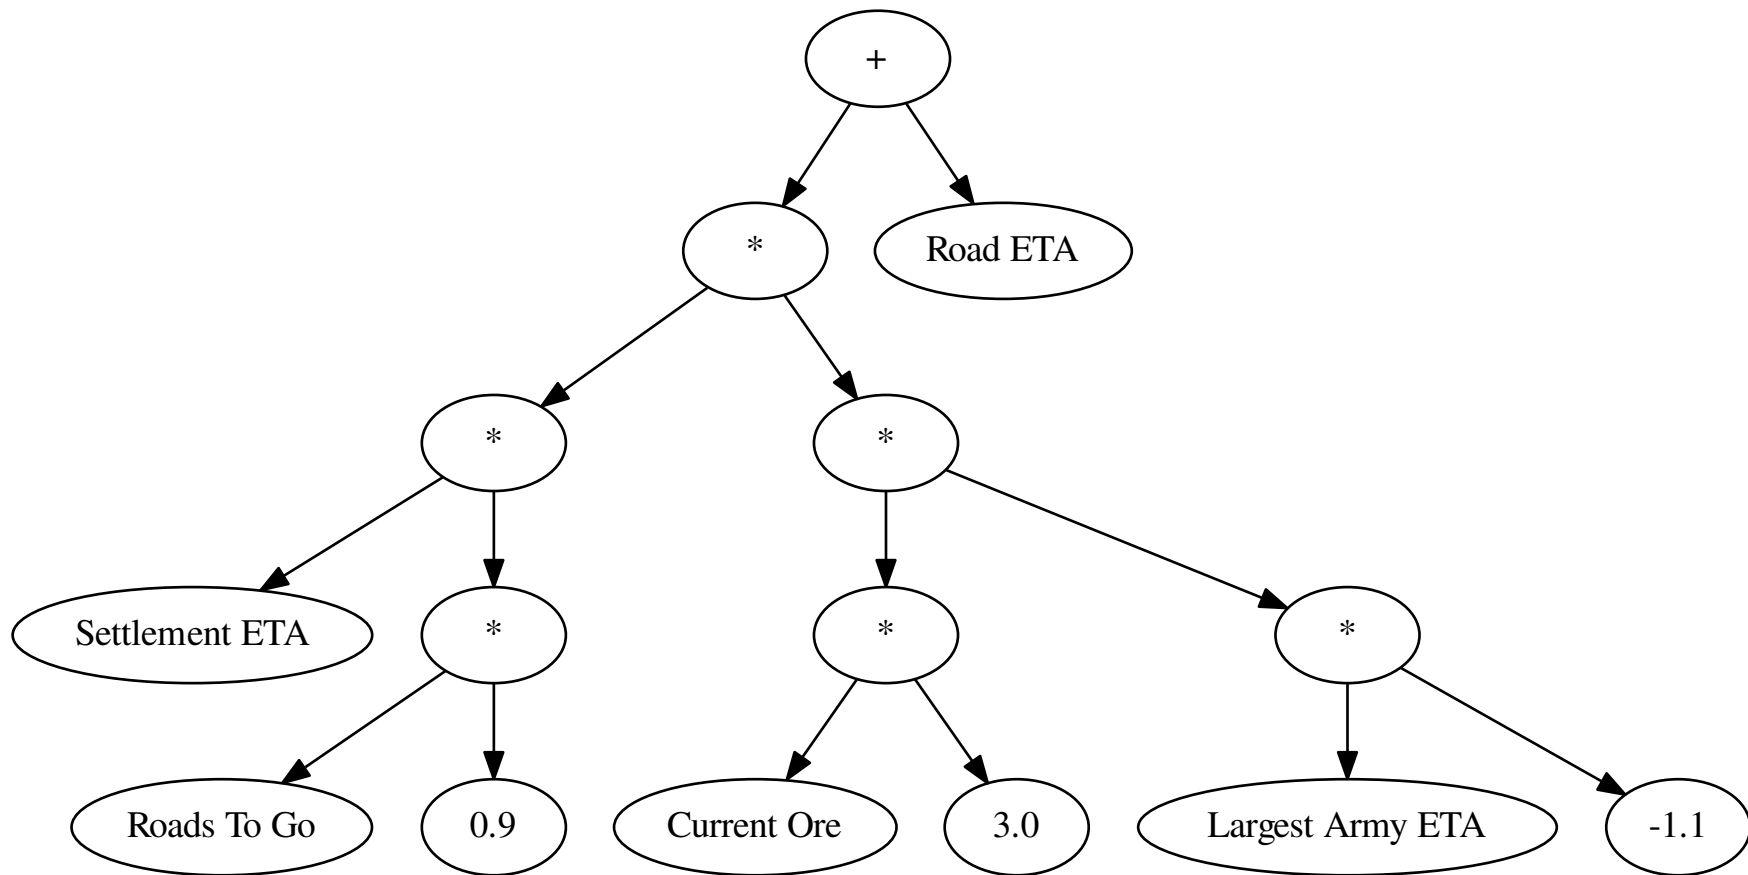 +
*
Road ETA
*
*
Settlement ETA
*
*
*
Roads To Go
0.9
Current Ore
3.0
Largest Army ETA
-1.1